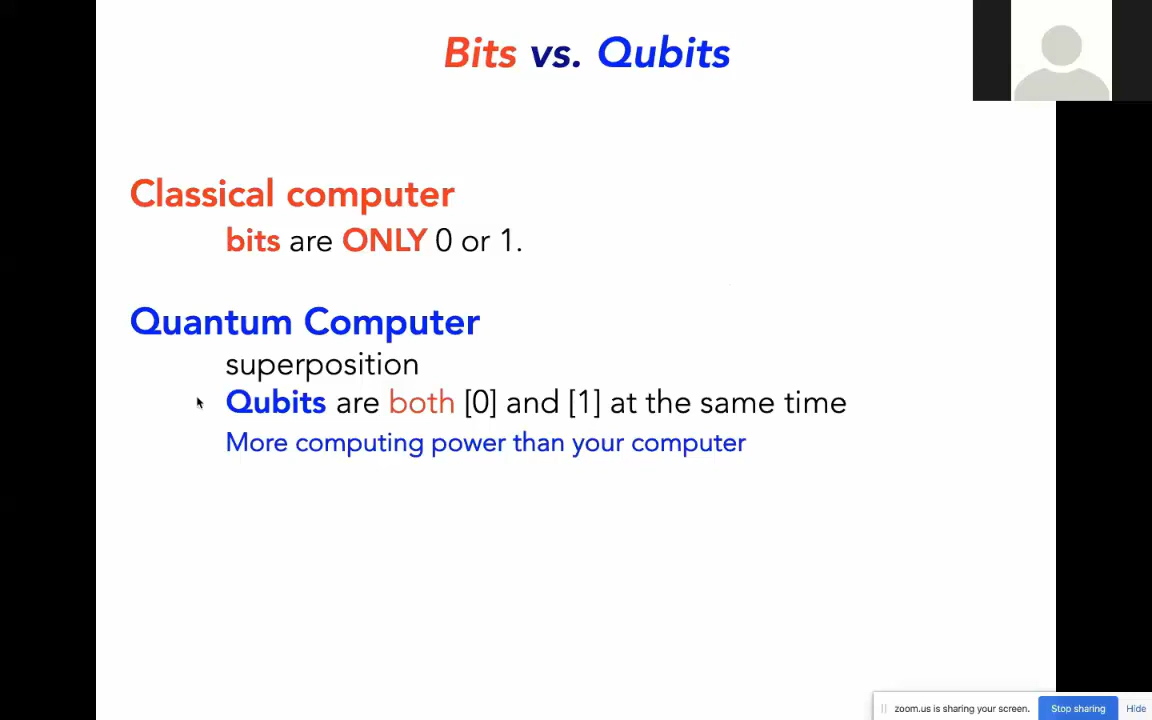 Bits vs. Qubits
Classical computer
bits are ONLY 0 or 1.
Quantum Computer
superposition
Qubits are both [0] and [1] at the same time
More computing power than your computer
zoom.us is sharing your screen. Stop sharing Hide